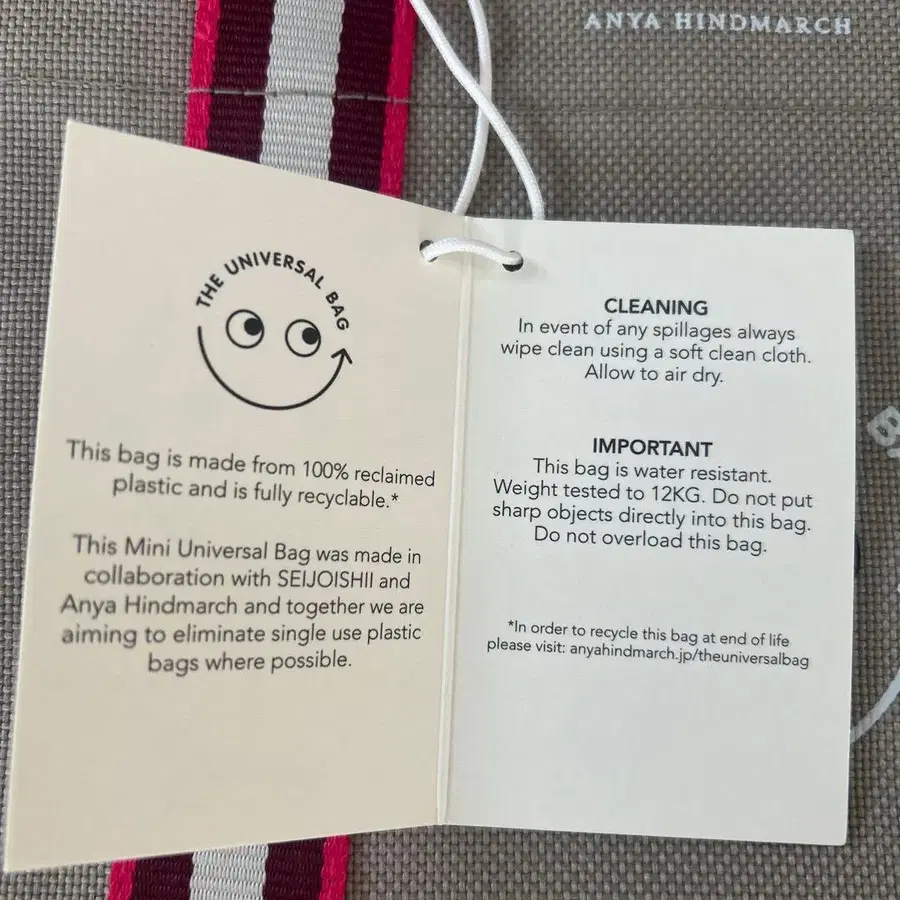 ANYA HINDMARCH
THE UNIVERSAL BAG
This bag is made from 100% reclaimed
plastic and is fully recyclable.*
This Mini Universal Bag was made in
collaboration with SEIJOISHII and
Anya Hindmarch and together we are
aiming to eliminate single use plastic
bags where possible.
CLEANING
In event of any spillages always
wipe clean using a soft clean cloth.
Allow to air dry.
IMPORTANT
This bag is water resistant.
Weight tested to 12KG. Do not put
sharp objects directly into this bag.
Do not overload this bag.
*In order to recycle this bag at end of life
please visit: anyahindmarch.jp/theuniversalbag